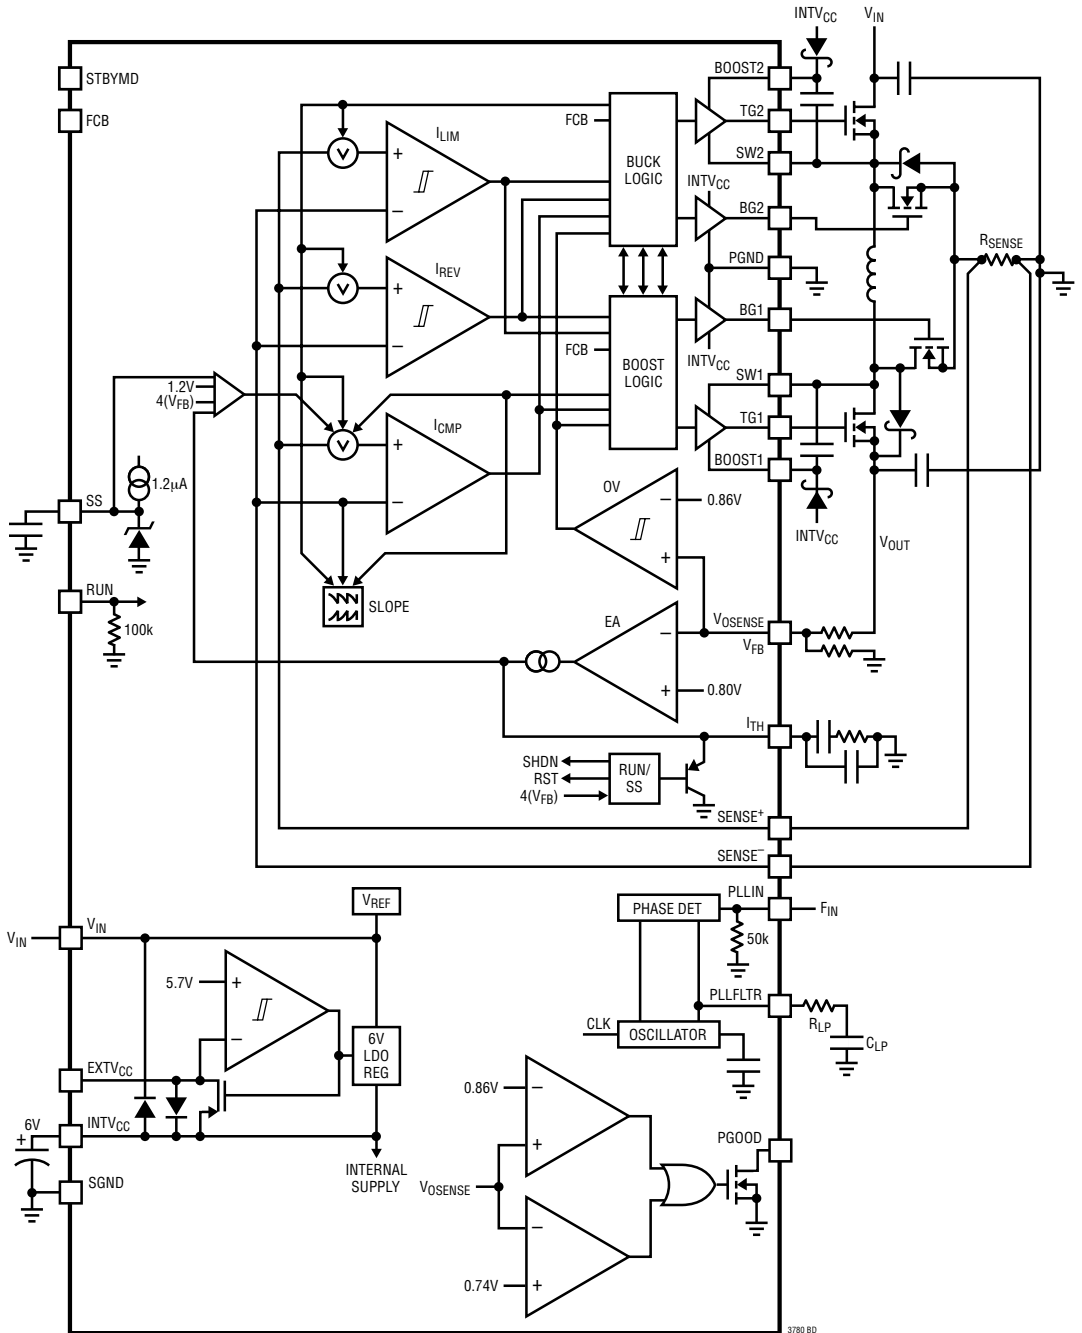 INTVCC
VIN
STBYMD
FCB
BOOST2
TG2
SW2
ILIM
+
−
FCB
BUCK
LOGIC
INTVCC
BG2
PGND
RSENSE
IREV
+
−
BG1
INTVCC
FCB
BOOST
LOGIC
SW1
TG1
BOOST1
1.2V
4(VFB)
ICMP
+
−
INTVCC
VOUT
OV
−
0.86V
+
SS
1.2µA
RUN
100k
SLOPE
EA
−
VOSENSE
VFB
+
0.80V
ITH
SHDN
RST
4(VFB)
RUN/
SS
SENSE+
SENSE−
VREF
PLLIN
PHASE DET
FIN
50k
VIN
VIN
5.7V
+
−
PLLFLTR
RLP
CLP
CLK
OSCILLATOR
6V
LDO
REG
EXTVCC
6V
+
INTVCC
SGND
INTERNAL
SUPPLY
0.86V
−
+
PGOOD
VOSENSE
−
0.74V
+
3780 BD